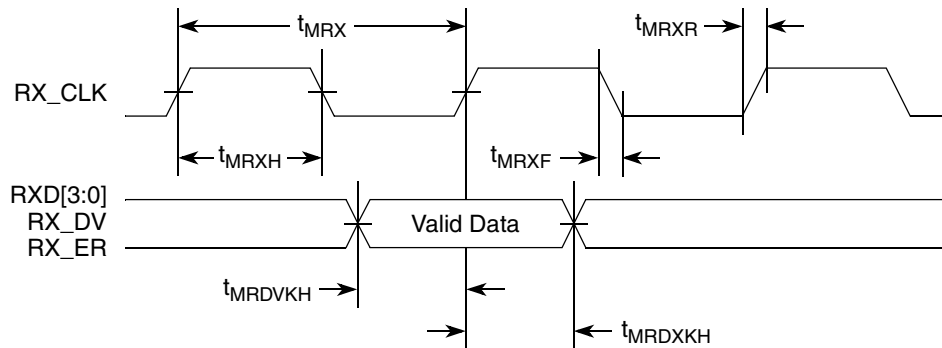 tMRX
tMRXR
RX_CLK
tMRXH
tMRXF
RXD[3:0]
RX_DV
RX_ER
Valid Data
tMRDVKH
tMRDXKH